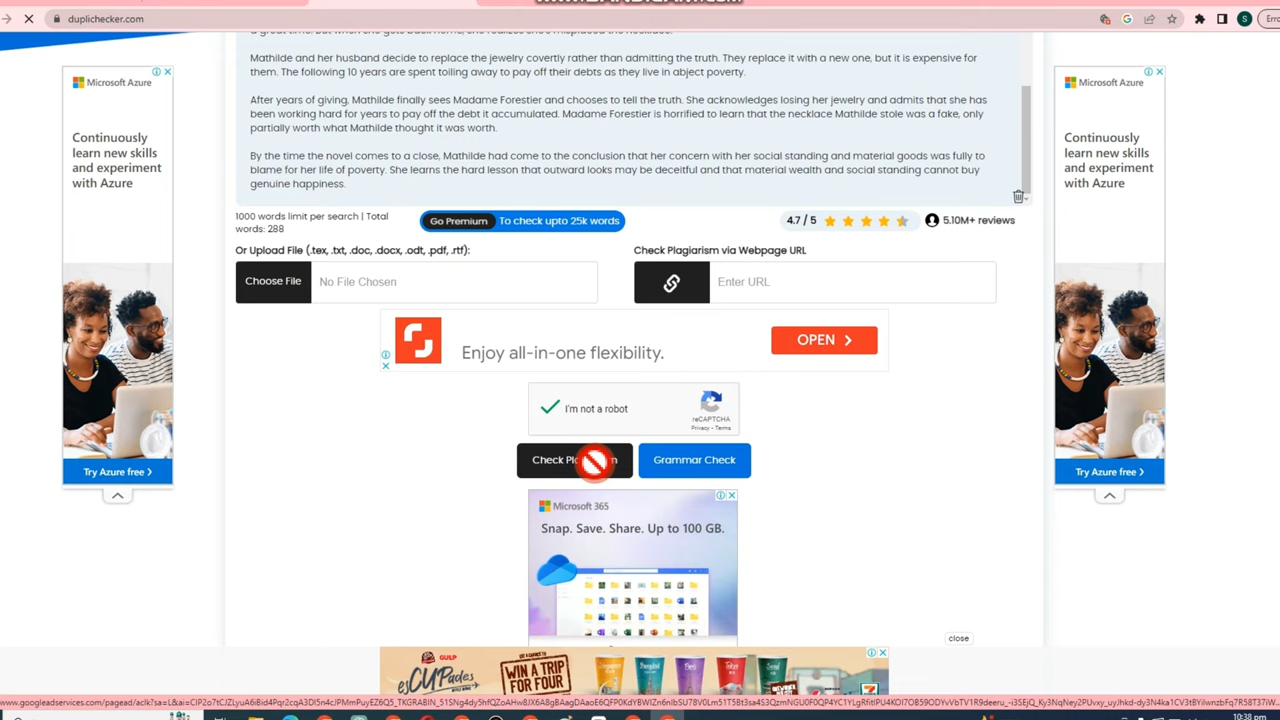 duplichecker.com
S
Mathilde and her husband decide to replace the jewelry covertly rather than admitting the truth. They replace it with a new one, but it is expensive for
them. The following 10 years are spent toiling away to pay off their debts as they live in abject poverty.
After years of giving, Mathilde finally sees Madame Forestier and chooses to tell the truth. She acknowledges losing her jewelry and admits that she has
been working hard for years to pay off the debt it accumulated. Madame Forestier is horrified to learn that the necklace Mathilde stole was a fake, only
partially worth what Mathilde thought it was worth.
By the time the novel comes to a close, Mathilde had come to the conclusion that her concern with her social standing and material goods was fully to
blame for her life of poverty. She learns the hard lesson that outward looks may be deceitful and that material wealth and social standing cannot buy
genuine happiness.
1000 words limit per search | Total
words: 288
Go Premium To check upto 25k words
4.7 / 5
5.10M+ reviews
Or Upload File (.tex, .txt, .doc, .docx, .odt, .pdf, .rtf):
Choose File No File Chosen
Check Plagiarism via Webpage URL
Enter URL
Enjoy all-in-one flexibility.
OPEN
I'm not a robot
reCAPTCHA
Privacy - Terms
Grammar Check
Microsoft 365
Snap. Save. Share. Up to 100 GB.
close
GULP
WIN A TRIP
FOR FOUR
Microsoft Azure
Continuously
learn new skills
and experiment
with Azure
Try Azure free
Microsoft Azure
Continuously
learn new skills
and experiment
with Azure
Try Azure free
10:38 pm